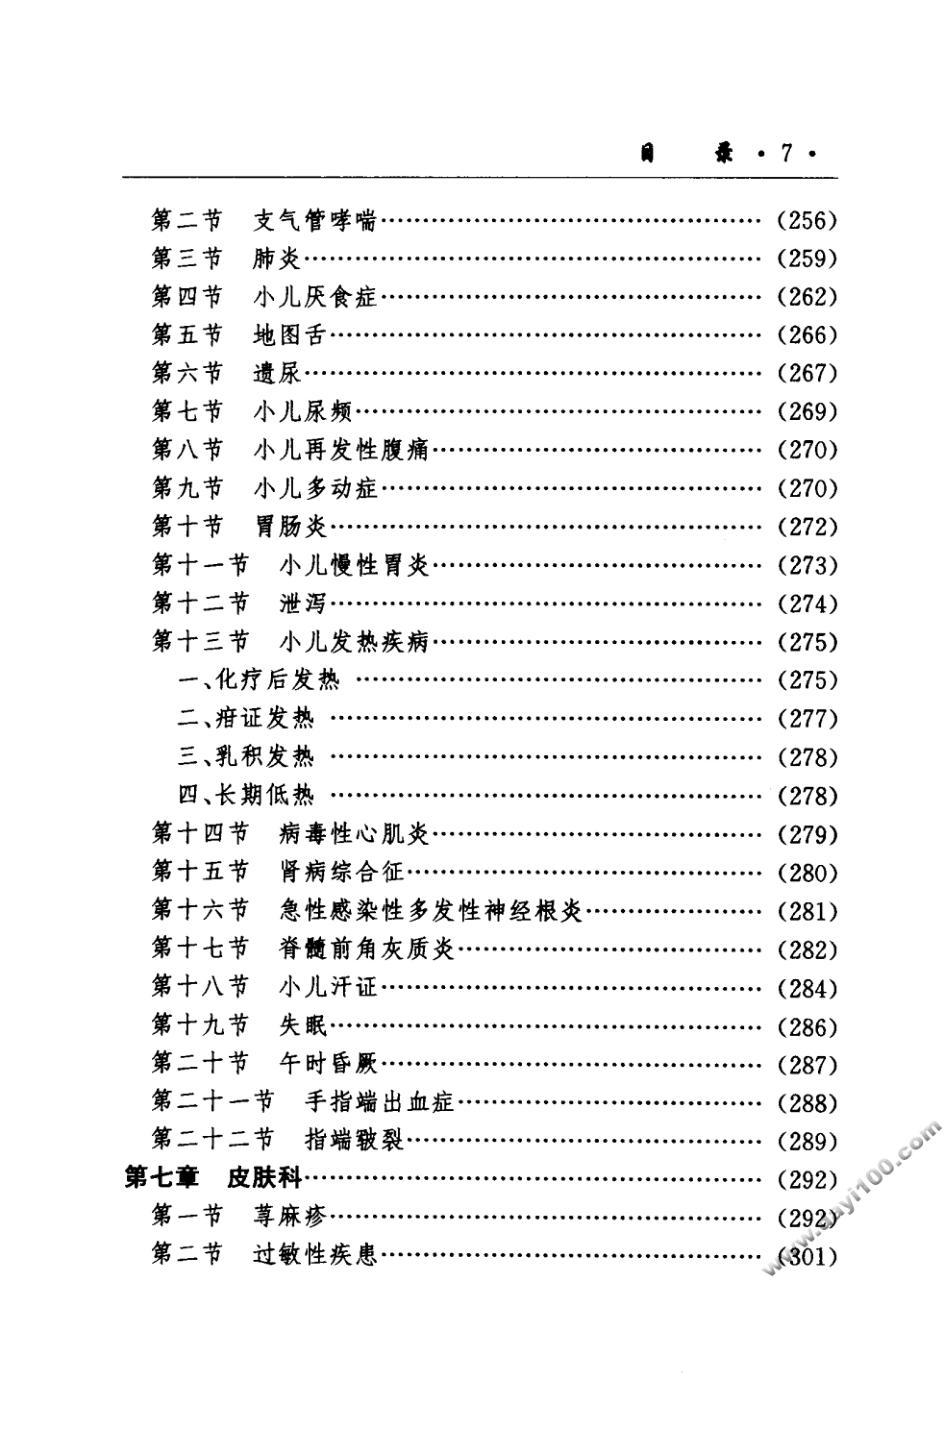 目 录 · 7 ·
第二节 支气管哮喘………………………………………(256)
第三节 肺炎………………………………………………(259)
第四节 小儿厌食症………………………………………(262)
第五节 地图舌……………………………………………(266)
第六节 遗尿………………………………………………(267)
第七节 小儿尿频…………………………………………(269)
第八节 小儿再发性腹痛…………………………………(270)
第九节 小儿多动症………………………………………(270)
第十节 胃肠炎……………………………………………(272)
第十一节 小儿慢性胃炎…………………………………(273)
第十二节 泄泻……………………………………………(274)
第十三节 小儿发热疾病…………………………………(275)
一、化疗后发热 …………………………………………(275)
二、疳证发热 ……………………………………………(277)
三、乳积发热 ……………………………………………(278)
四、长期低热 ……………………………………………(278)
第十四节 病毒性心肌炎…………………………………(279)
第十五节 肾病综合征……………………………………(280)
第十六节 急性感染性多发性神经根炎…………………(281)
第十七节 脊髓前角灰质炎………………………………(282)
第十八节 小儿汗证………………………………………(284)
第十九节 失眠……………………………………………(286)
第二十节 午时昏厥………………………………………(287)
第二十一节 手指端出血症………………………………(288)
第二十二节 指端皲裂……………………………………(289)
第七章 皮肤科……………………………………………(292)
第一节 荨麻疹……………………………………………(292)
第二节 过敏性疾患………………………………………(301)
www.dayi100.com